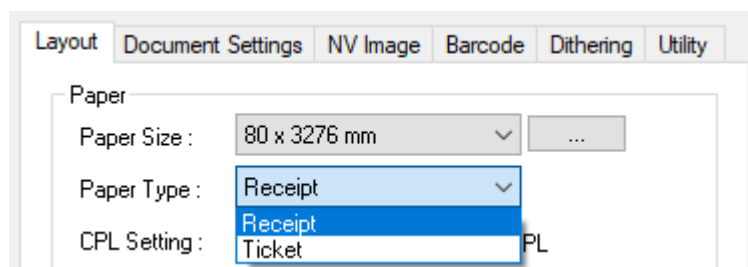 Layout Document Settings NV Image Barcode Dithering Utility
Paper
Paper Size : 80 x 3276 mm ...
Paper Type : Receipt
Receipt
CPL Setting : Ticket PL